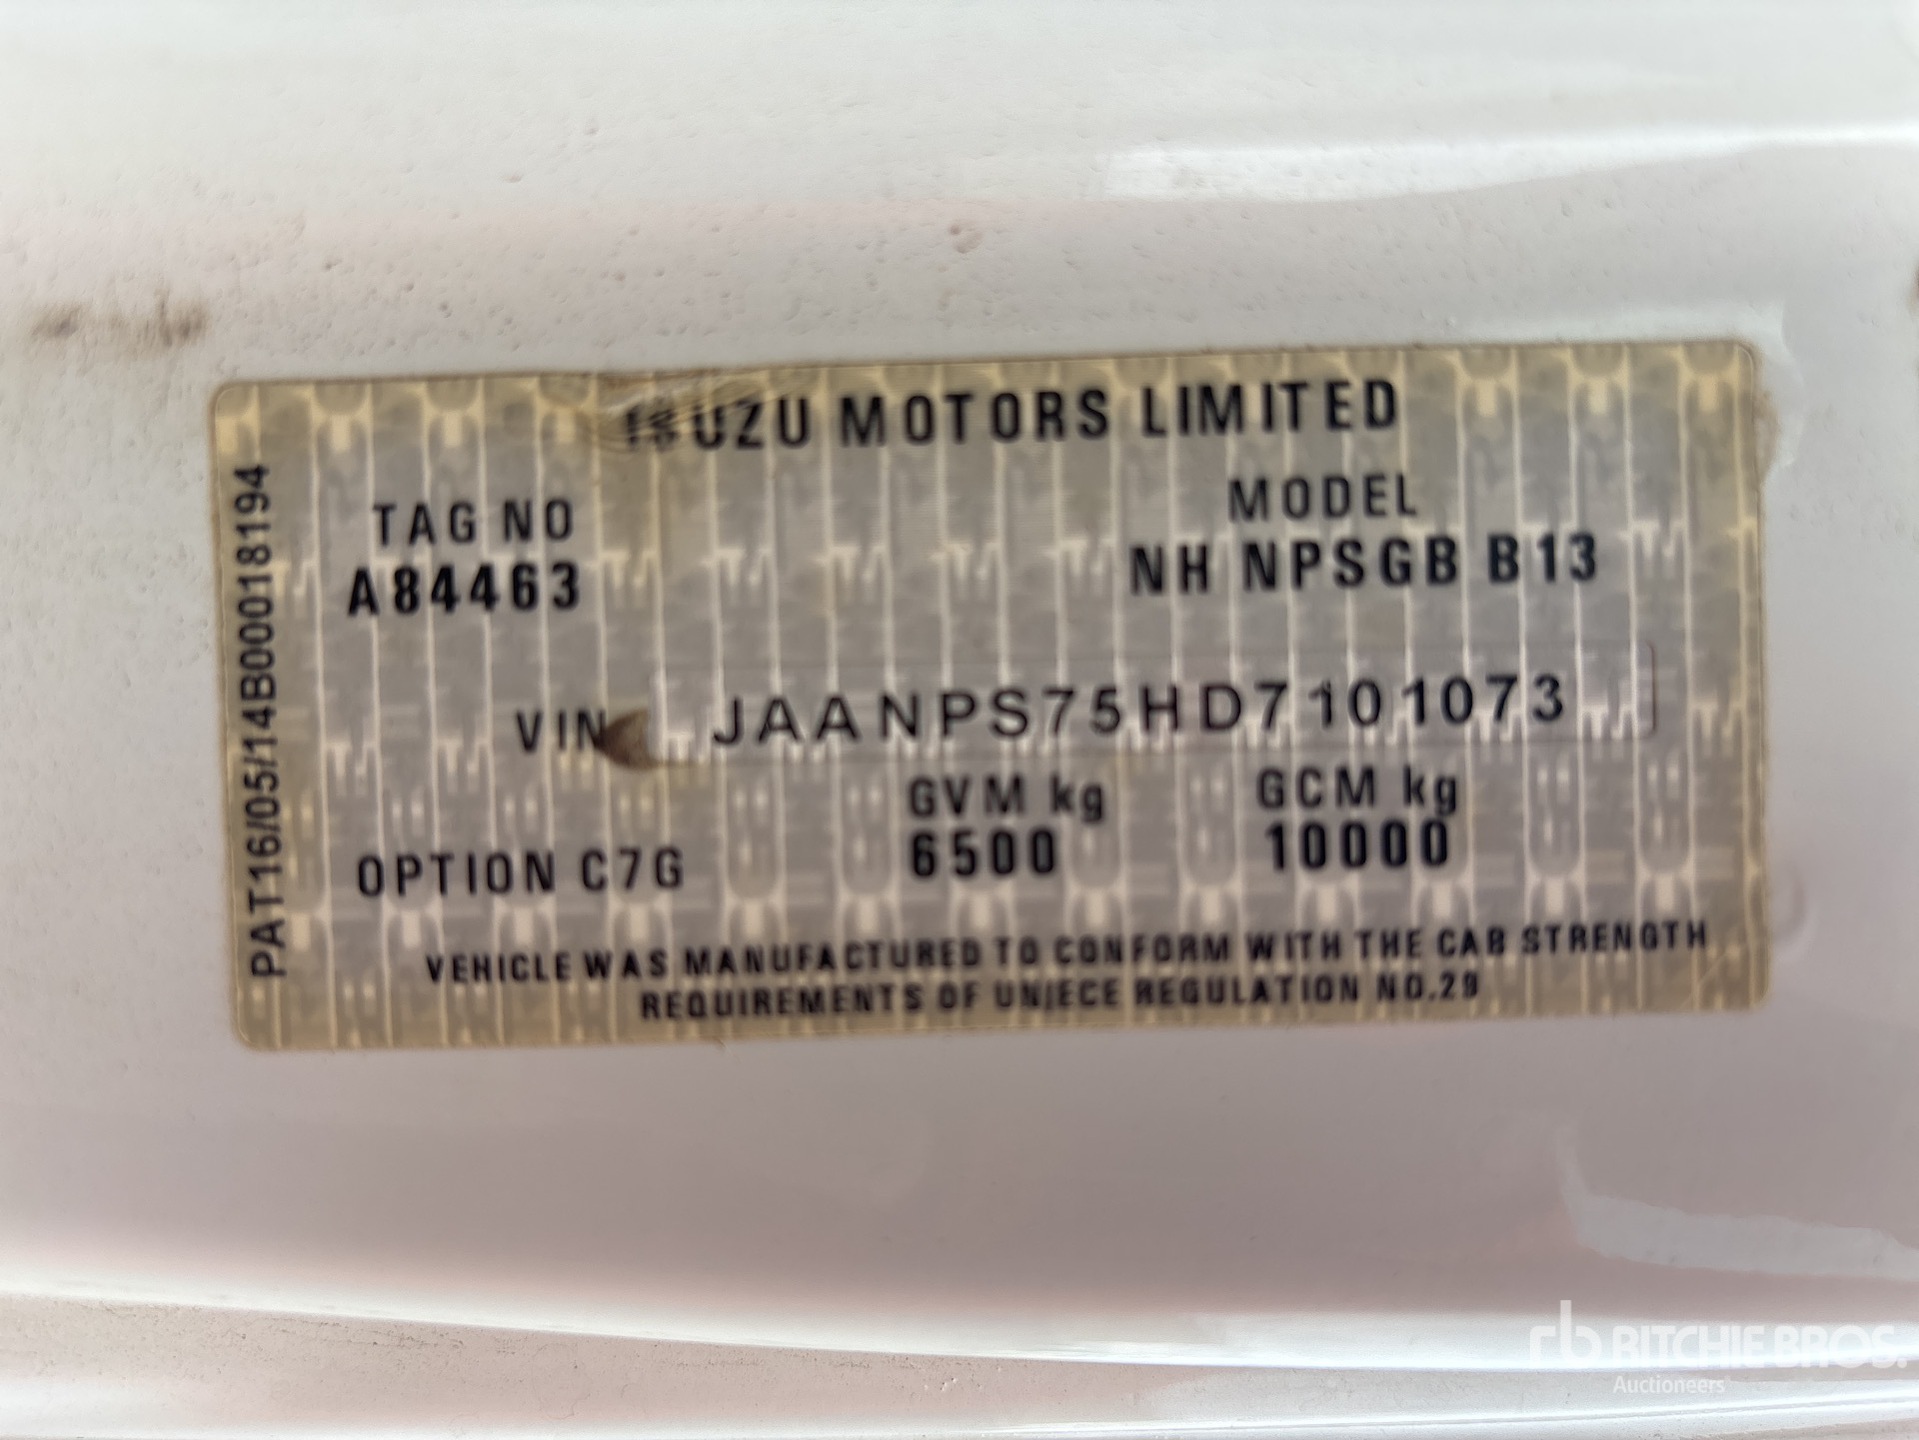 ISUZU MOTORS LIMITED
TAG NO
A84463
MODEL
NH NPSGB B13
VIN JAANPS75HD7101073
GVM kg
6500
GCM kg
10000
OPTION C7G
VEHICLE WAS MANUFACTURED TO CONFORM WITH THE CAB STRENGTH
REQUIREMENTS OF UN|ECE REGULATION NO.29
PAT16/05/14B00018194
rb RITCHIE BROS.
Auctioneers